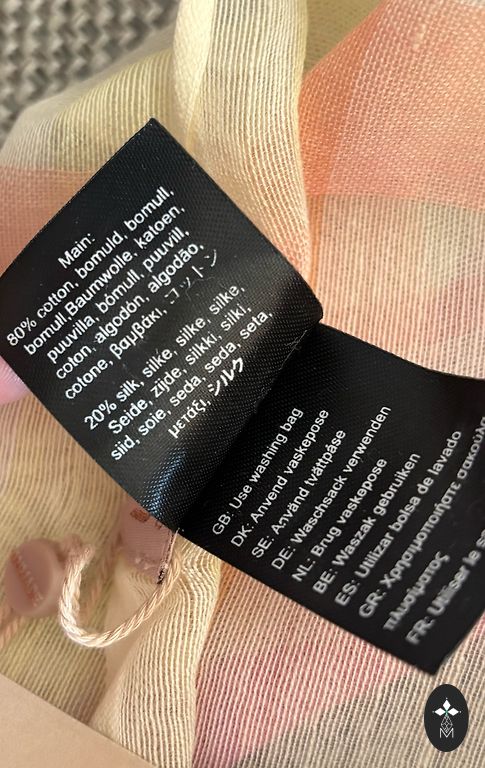 Main:
80% cotton, bomuld, bomull,
bomull,Baumwolle, katoen,
puuvilla, bómull, puuvill,
coton, algodón, algodão,
cotone, βαμβάκι, コットン
20% silk, silke, silke, silke,
Seide, zijde, silkki, silki,
siid, soie, seda, seda, seta,
μετάξι, シルク
GB: Use washing bag
DK: Anvend vaskepose
SE: Använd tvättpåse
DE: Waschsack verwenden
NL: Brug vaskepose
BE: Waszak gebruiken
ES: Utilizar bolsa de lavado
GR: Χρησιμοποιήστε
πλυσίματος
FR: Utiliser le
M